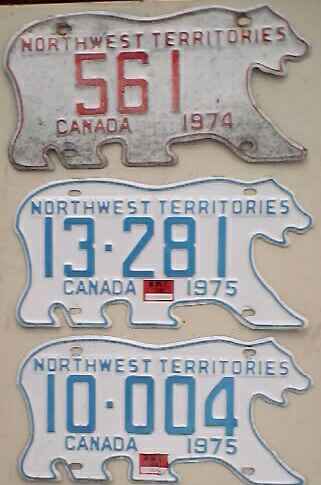 NORTHWEST TERRITORIES
561
CANADA 1974
NORTHWEST TERRITORIES
13·281
CANADA 1975
NORTHWEST TERRITORIES
10·004
CANADA 1975